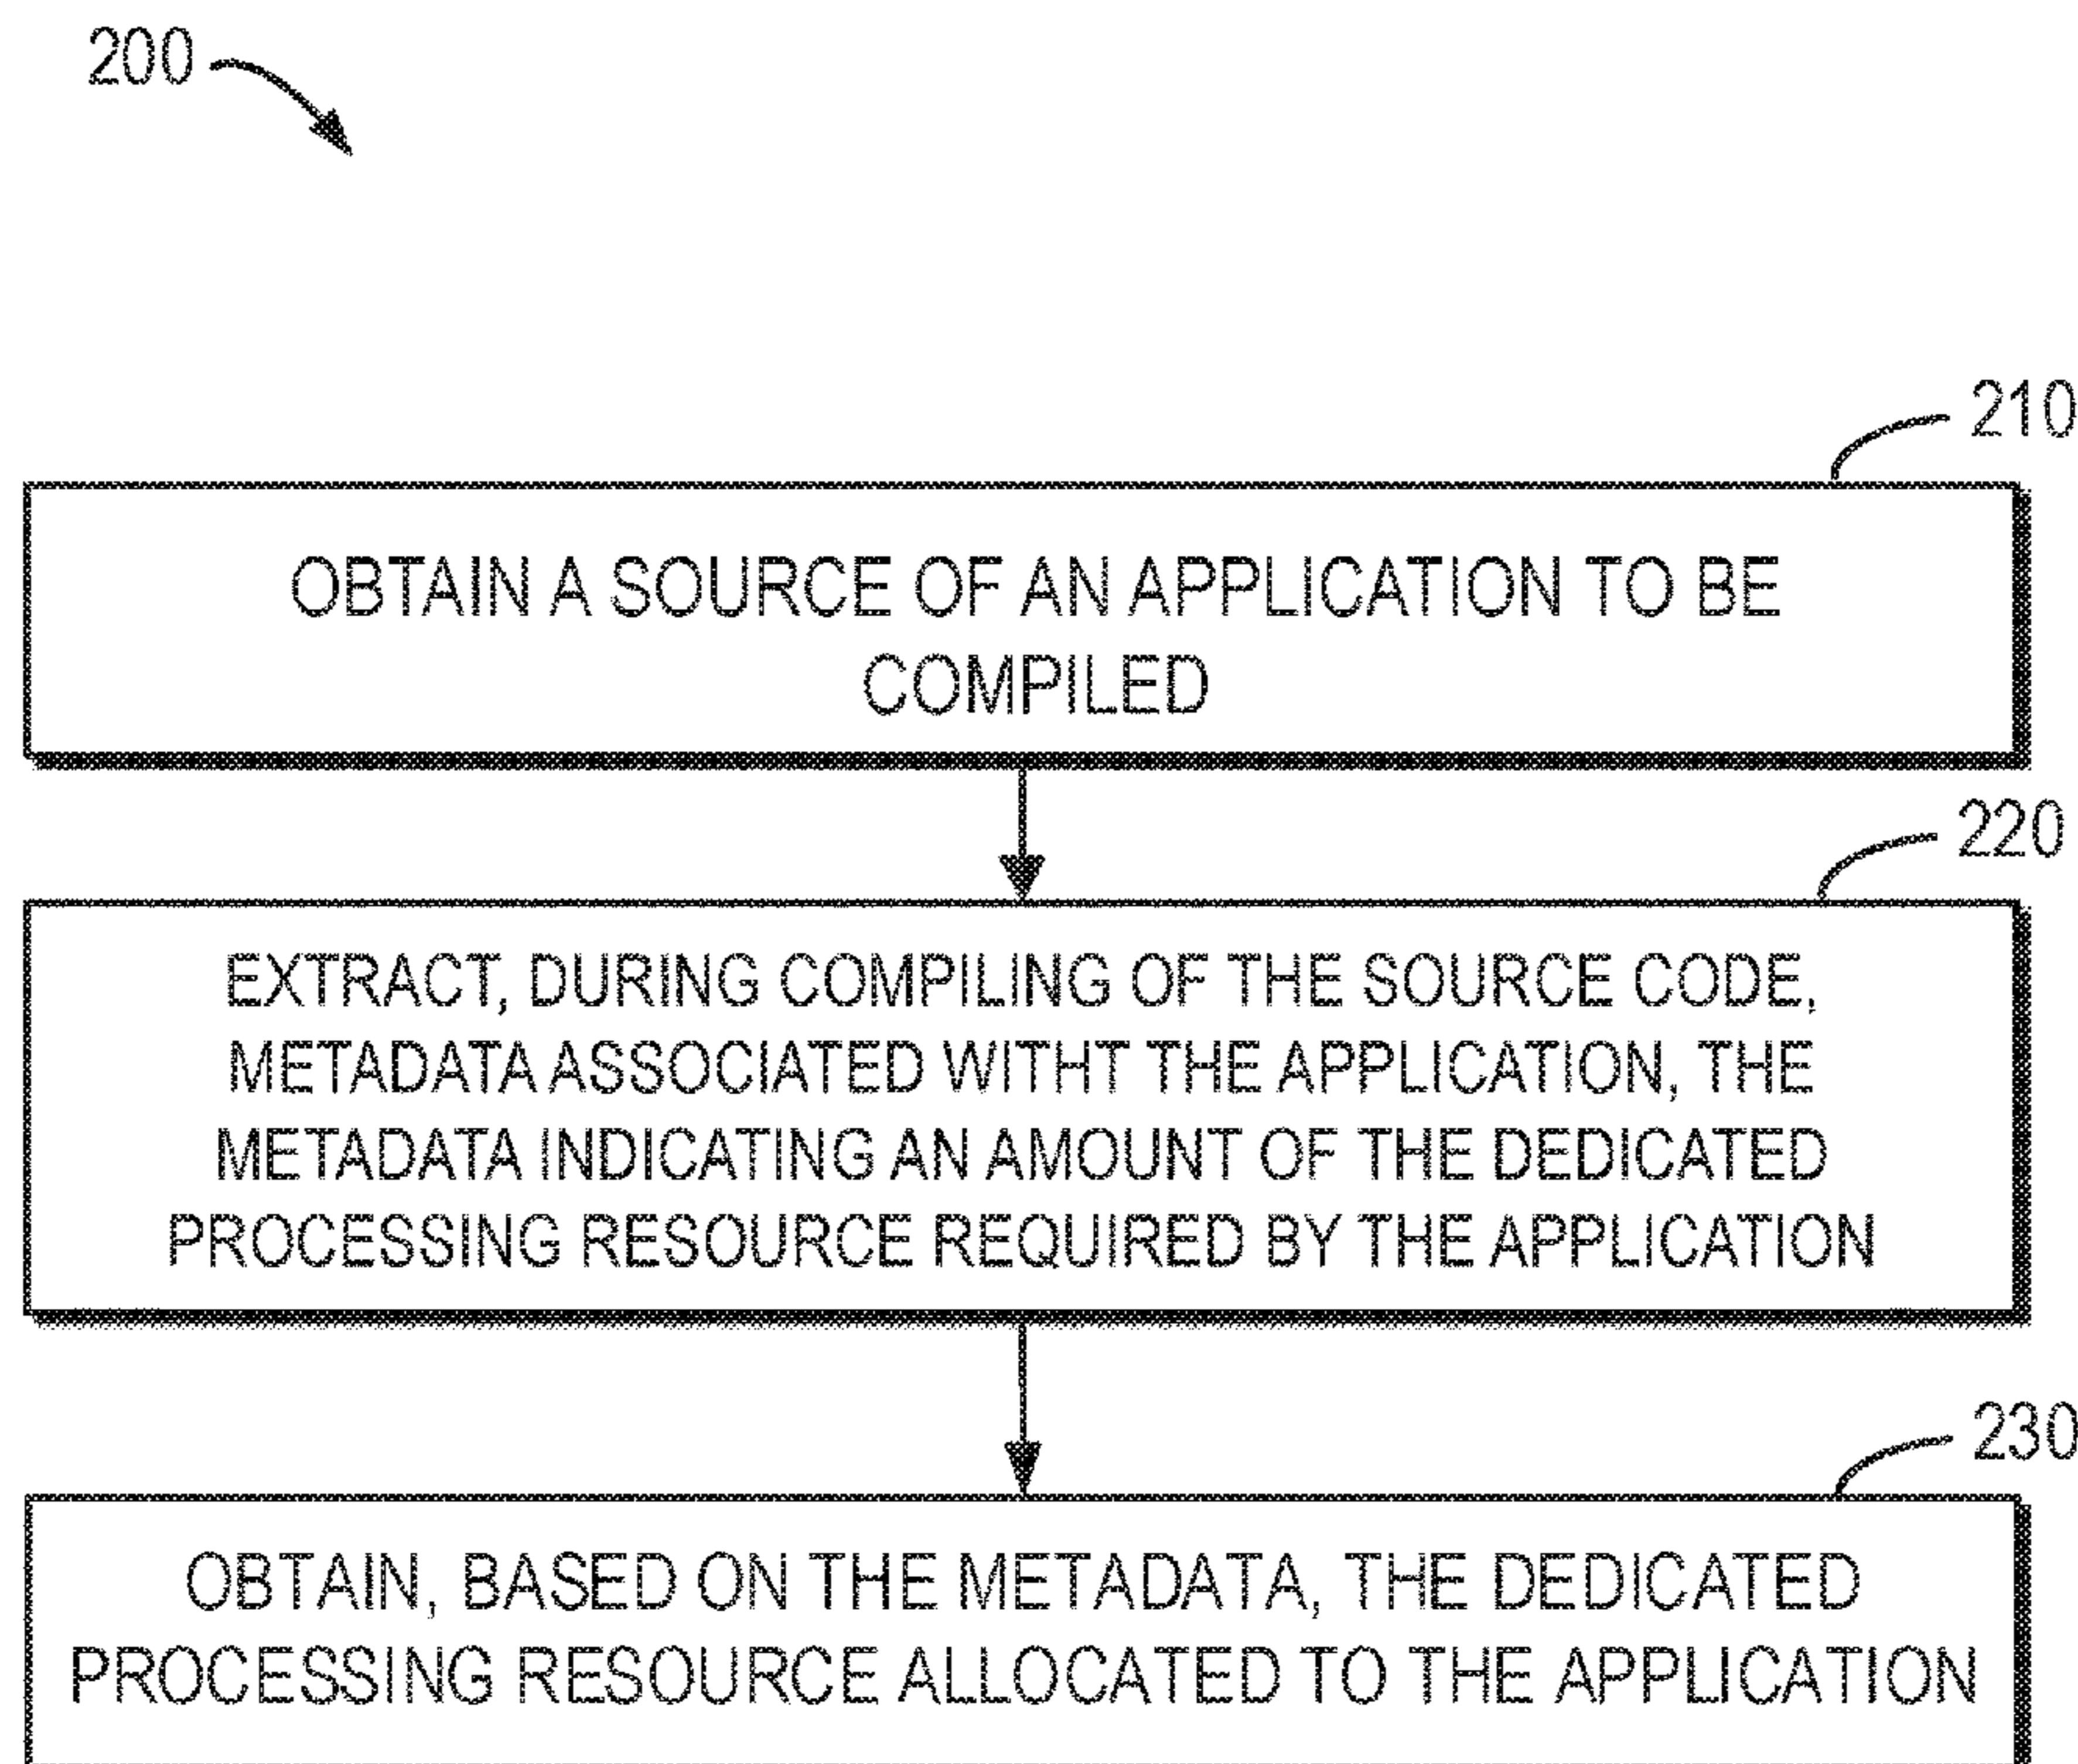 200
210
OBTAIN A SOURCE OF AN APPLICATION TO BE
COMPILED
220
EXTRACT, DURING COMPILING OF THE SOURCE CODE,
METADATA ASSOCIATED WITHT THE APPLICATION, THE
METADATA INDICATING AN AMOUNT OF THE DEDICATED
PROCESSING RESOURCE REQUIRED BY THE APPLICATION
230
OBTAIN, BASED ON THE METADATA, THE DEDICATED
PROCESSING RESOURCE ALLOCATED TO THE APPLICATION